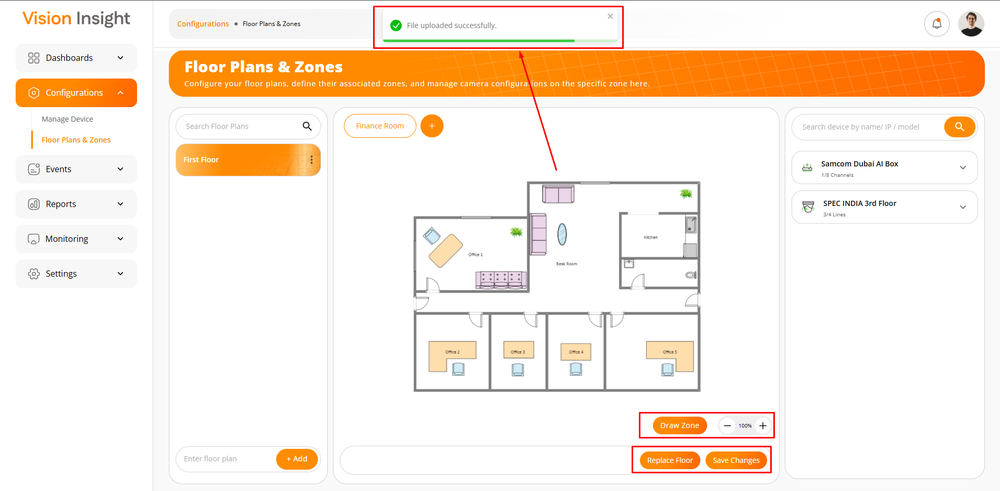 Vision Insight
Configurations • Floor Plans & Zones
File uploaded successfully.
Dashboards
Configurations
Manage Device
Floor Plans & Zones
Events
Reports
Monitoring
Settings
Floor Plans & Zones
Configure your floor plans, define their associated zones, and manage camera configurations on the specific zone here.
Search Floor Plans
First Floor
Enter floor plan
+ Add
Finance Room
+
Kitchen
Office 1
Beak Room
Office 2
Office 3
Office 4
Office 5
Draw Zone
100%
Replace Floor
Save Changes
Search device by name/ IP / model
Samcom Dubai AI Box
1/8 Channels
SPEC INDIA 3rd Floor
3/4 Lines